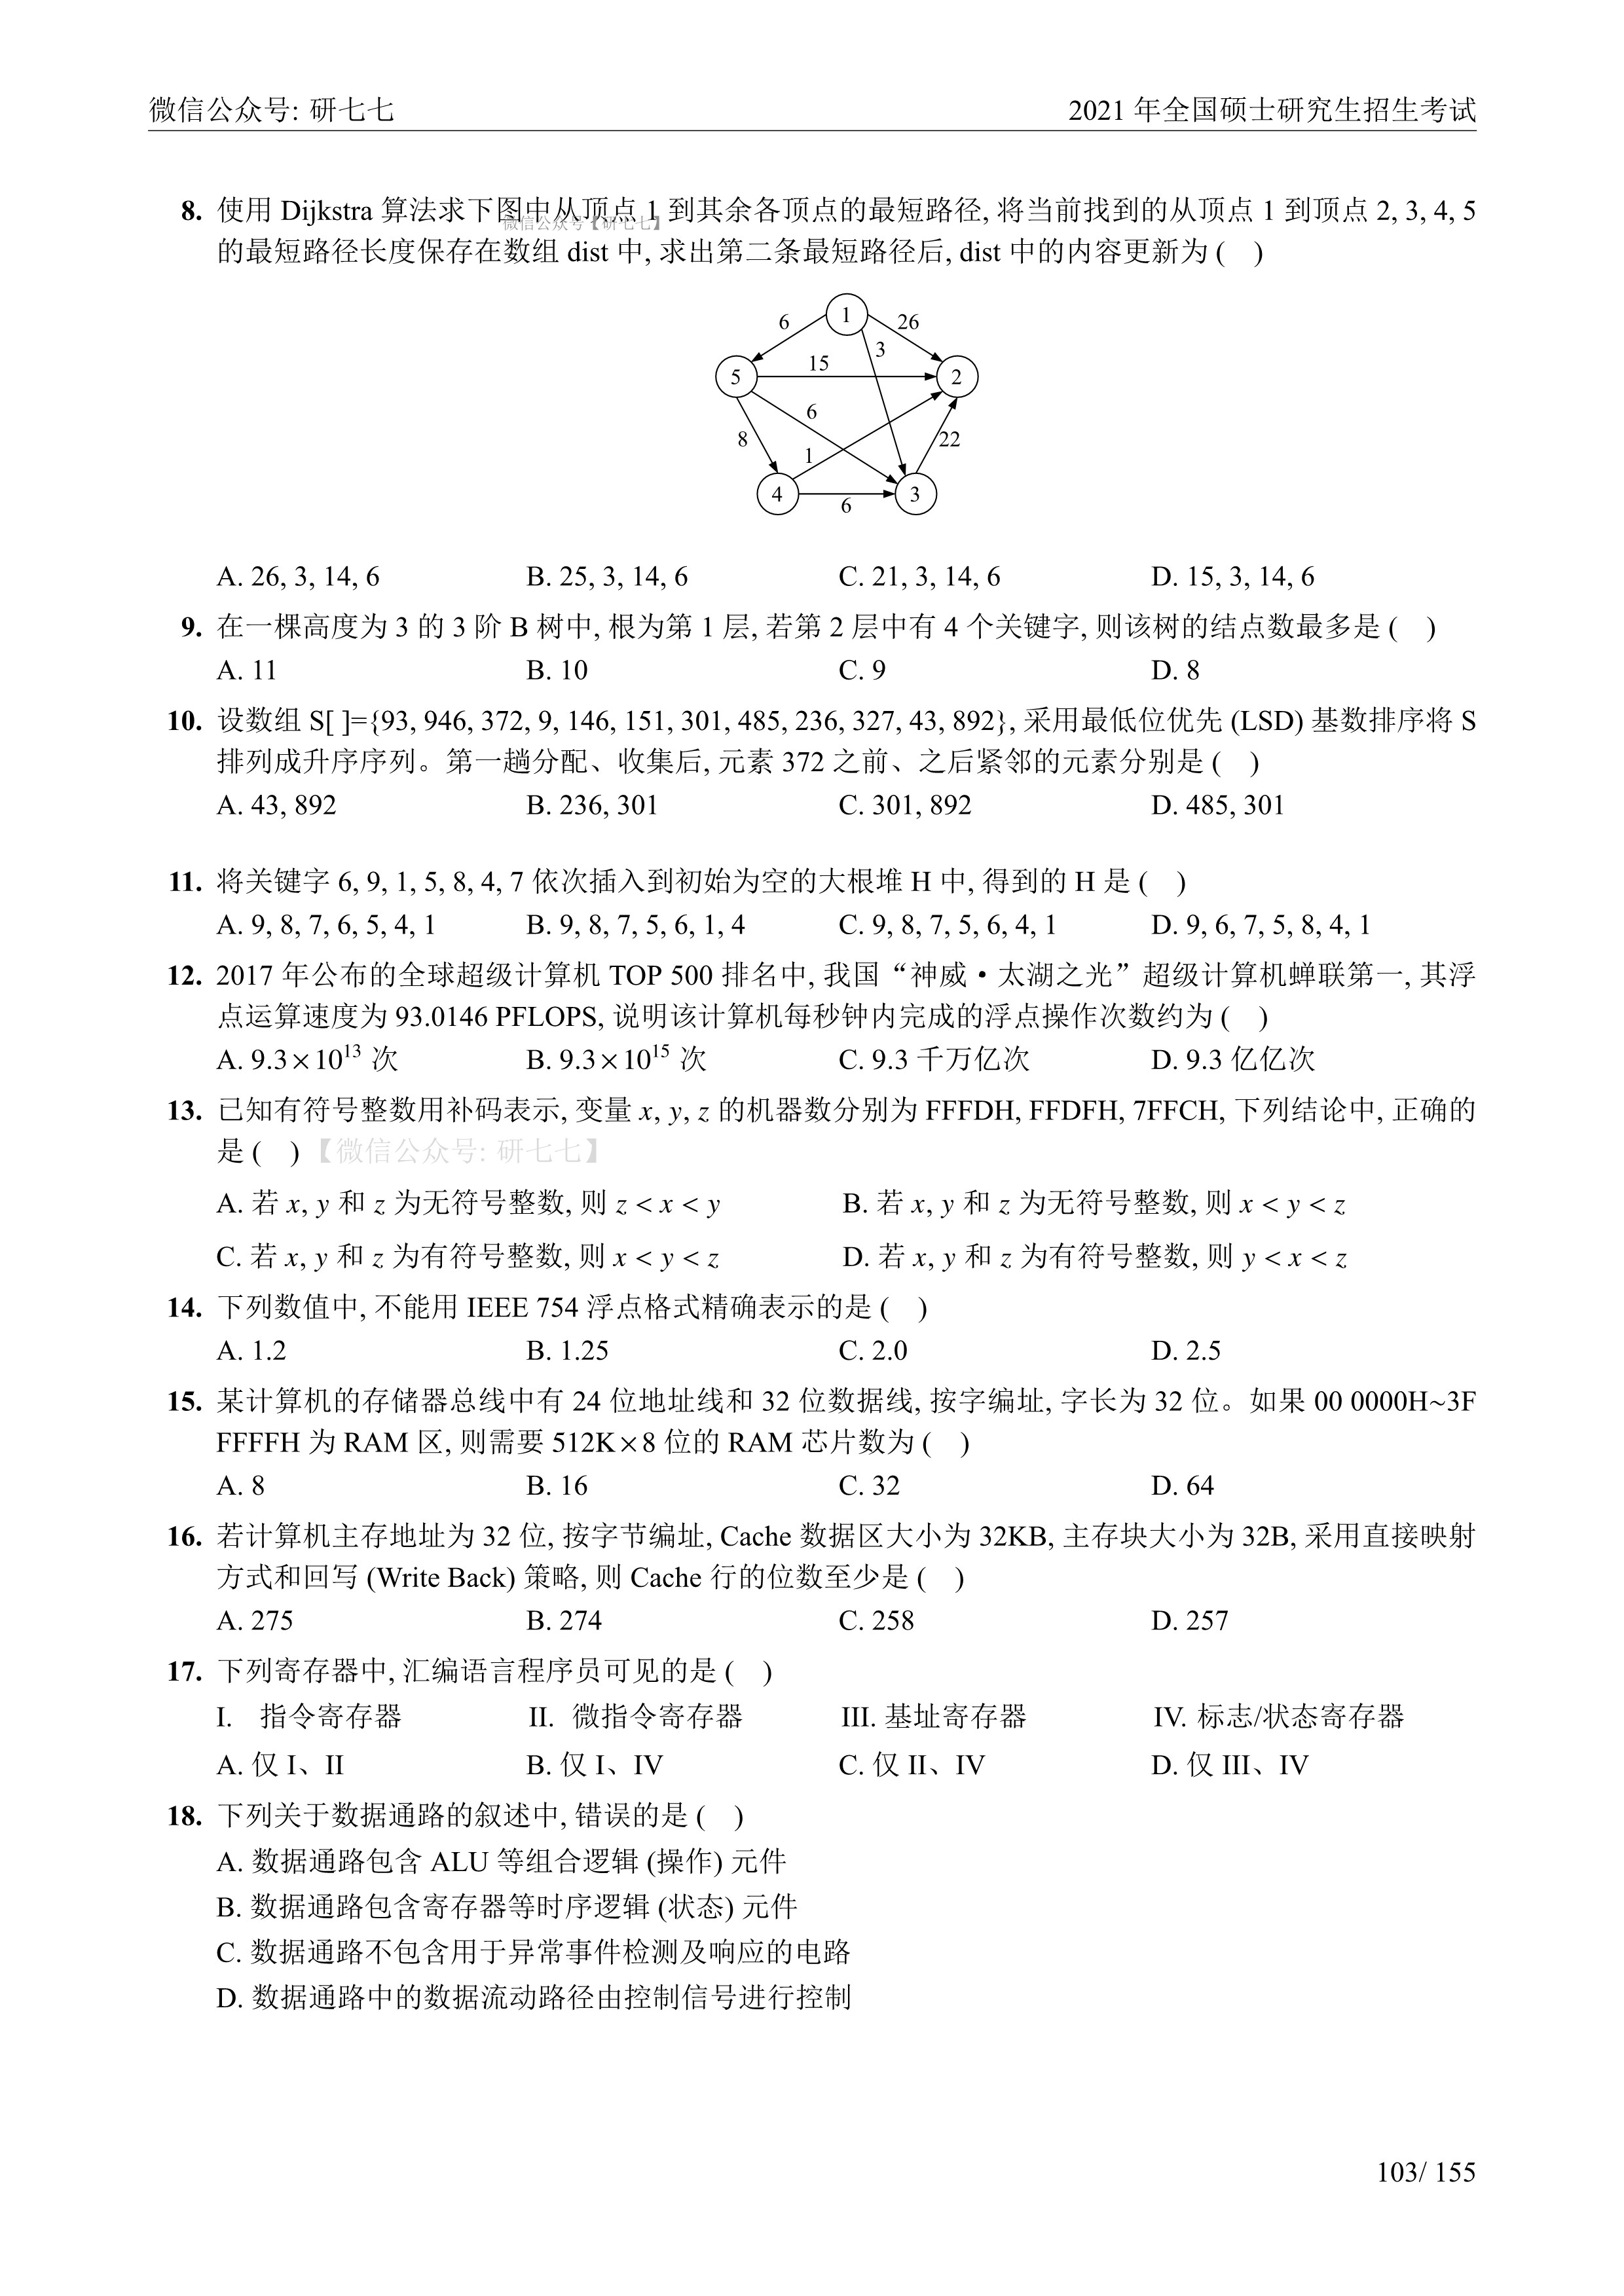 微信公众号: 研七七
2021 年全国硕士研究生招生考试
8. 使用 Dijkstra 算法求下图中从顶点 1 到其余各顶点的最短路径, 将当前找到的从顶点 1 到顶点 2, 3, 4, 5
微信公众号【研七七】
的最短路径长度保存在数组 dist 中, 求出第二条最短路径后, dist 中的内容更新为 ( )
1
6
26
3
5
15
2
6
8
22
1
4
6
3
A. 26, 3, 14, 6 B. 25, 3, 14, 6 C. 21, 3, 14, 6 D. 15, 3, 14, 6
9. 在一棵高度为 3 的 3 阶 B 树中, 根为第 1 层, 若第 2 层中有 4 个关键字, 则该树的结点数最多是 ( )
A. 11 B. 10 C. 9 D. 8
10. 设数组 S[ ]={93, 946, 372, 9, 146, 151, 301, 485, 236, 327, 43, 892}, 采用最低位优先 (LSD) 基数排序将 S
排列成升序序列。第一趟分配、收集后, 元素 372 之前、之后紧邻的元素分别是 ( )
A. 43, 892 B. 236, 301 C. 301, 892 D. 485, 301
11. 将关键字 6, 9, 1, 5, 8, 4, 7 依次插入到初始为空的大根堆 H 中, 得到的 H 是 ( )
A. 9, 8, 7, 6, 5, 4, 1 B. 9, 8, 7, 5, 6, 1, 4 C. 9, 8, 7, 5, 6, 4, 1 D. 9, 6, 7, 5, 8, 4, 1
12. 2017 年公布的全球超级计算机 TOP 500 排名中, 我国“神威·太湖之光”超级计算机蝉联第一, 其浮
点运算速度为 93.0146 PFLOPS, 说明该计算机每秒钟内完成的浮点操作次数约为 ( )
A. 9.3×10¹³ 次 B. 9.3×10¹⁵ 次 C. 9.3 千万亿次 D. 9.3 亿亿次
13. 已知有符号整数用补码表示, 变量 x, y, z 的机器数分别为 FFFDH, FFDFH, 7FFCH, 下列结论中, 正确的
是 ( ) 【微信公众号: 研七七】
A. 若 x, y 和 z 为无符号整数, 则 z < x < y B. 若 x, y 和 z 为无符号整数, 则 x < y < z
C. 若 x, y 和 z 为有符号整数, 则 x < y < z D. 若 x, y 和 z 为有符号整数, 则 y < x < z
14. 下列数值中, 不能用 IEEE 754 浮点格式精确表示的是 ( )
A. 1.2 B. 1.25 C. 2.0 D. 2.5
15. 某计算机的存储器总线中有 24 位地址线和 32 位数据线, 按字编址, 字长为 32 位。如果 00 0000H~3F
FFFFH 为 RAM 区, 则需要 512K×8 位的 RAM 芯片数为 ( )
A. 8 B. 16 C. 32 D. 64
16. 若计算机主存地址为 32 位, 按字节编址, Cache 数据区大小为 32KB, 主存块大小为 32B, 采用直接映射
方式和回写 (Write Back) 策略, 则 Cache 行的位数至少是 ( )
A. 275 B. 274 C. 258 D. 257
17. 下列寄存器中, 汇编语言程序员可见的是 ( )
I. 指令寄存器 II. 微指令寄存器 III. 基址寄存器 IV. 标志/状态寄存器
A. 仅 I、II B. 仅 I、IV C. 仅 II、IV D. 仅 III、IV
18. 下列关于数据通路的叙述中, 错误的是 ( )
A. 数据通路包含 ALU 等组合逻辑 (操作) 元件
B. 数据通路包含寄存器等时序逻辑 (状态) 元件
C. 数据通路不包含用于异常事件检测及响应的电路
D. 数据通路中的数据流动路径由控制信号进行控制
103/ 155